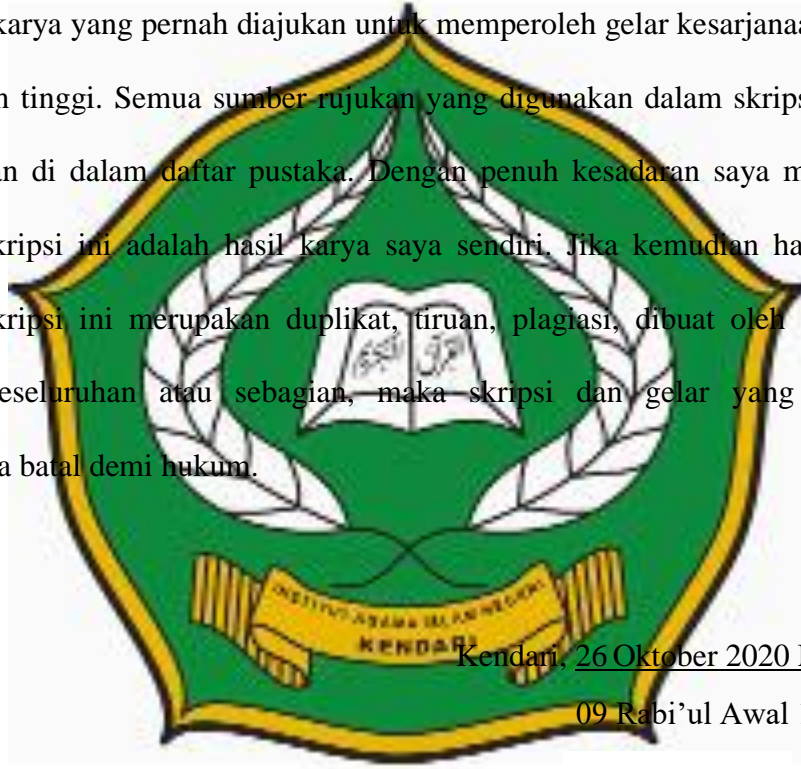 karya yang pernah diajukan untuk memperoleh gelar kesarjanaa
n tinggi. Semua sumber rujukan yang digunakan dalam skrips
an di dalam daftar pustaka. Dengan penuh kesadaran saya m
kripsi ini adalah hasil karya saya sendiri. Jika kemudian ha
kripsi ini merupakan duplikat, tiruan, plagiasi, dibuat oleh
eseluruhan atau sebagian, maka skripsi dan gelar yang
a batal demi hukum.
القرآن الكريم
INSTITUT AGAMA ISLAM NEGERI
KENDARI
Kendari, 26 Oktober 2020
09 Rabi’ul Awal